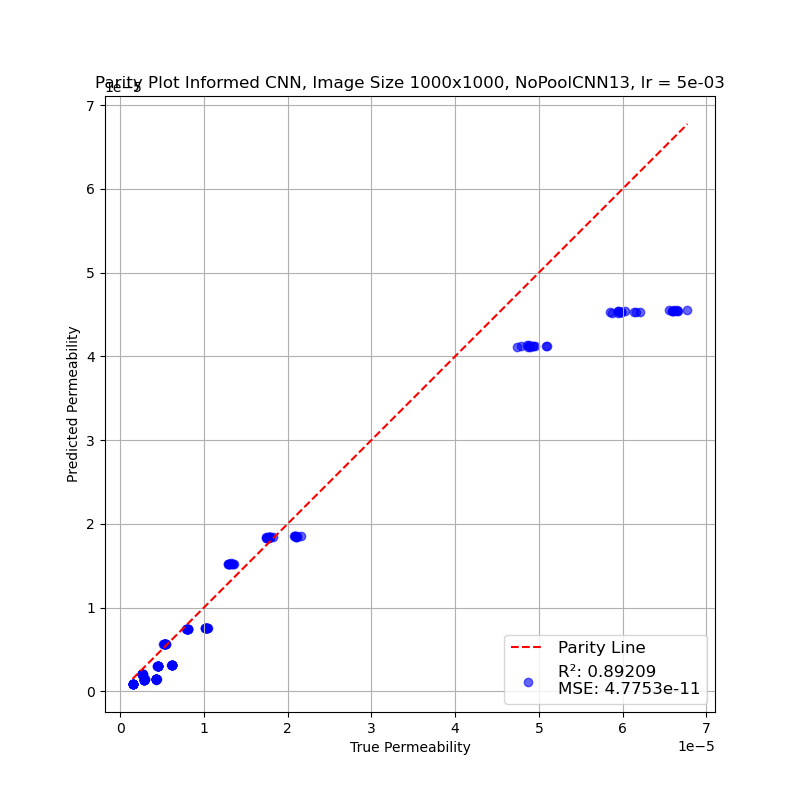 Parity Plot Informed CNN, Image Size 1000x1000, NoPoolCNN13, lr = 5e-03
1e−5
7
6
5
4
3
2
1
0
Predicted Permeability
Parity Line
R²: 0.89209
MSE: 4.7753e-11
0 1 2 3 4 5 6 7
True Permeability
1e−5